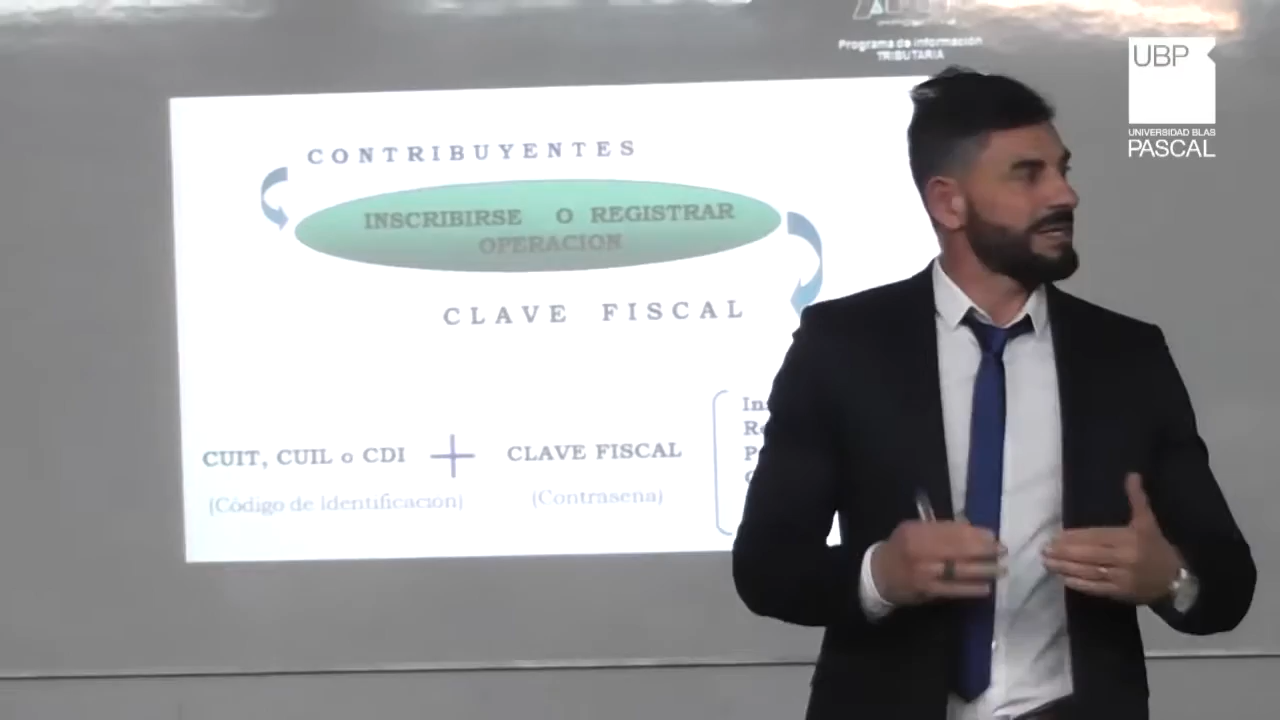 Programa de Información
TRIBUTARIA
UBP
UNIVERSIDAD BLAS
PASCAL
CONTRIBUYENTES
INSCRIBIRSE O REGISTRAR
OPERACION
CLAVE FISCAL
CUIT, CUIL o CDI + CLAVE FISCAL
(Código de Identificacion) (Contrasena)